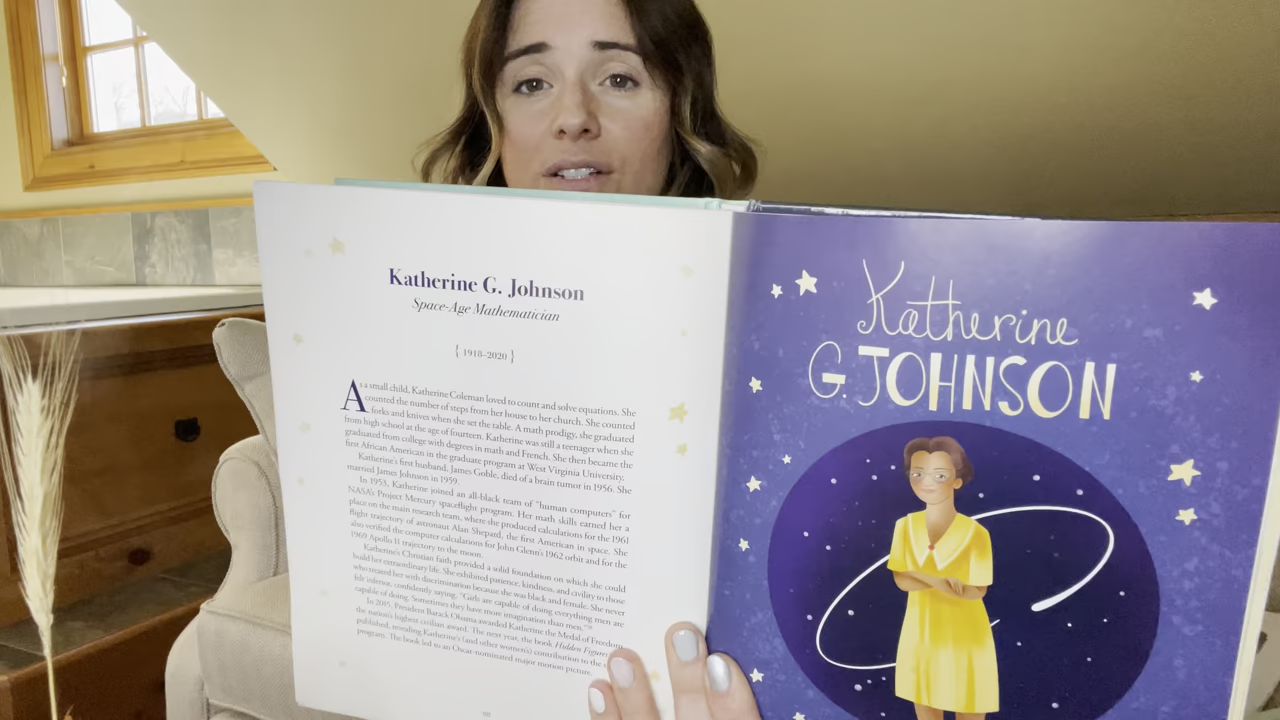 Katherine G. Johnson
Space-Age Mathematician
{ 1918–2020 }
As a small child, Katherine Coleman loved to count and solve equations. She
counted the number of steps from her house to her church. She counted
forks and knives when she set the table. A math prodigy, she graduated
from high school at the age of fourteen. Katherine was still a teenager when she
graduated from college with degrees in math and French. She then became the
first African American in the graduate program at West Virginia University.
Katherine's first husband, James Goble, died of a brain tumor in 1956. She
married James Johnson in 1959.
In 1953, Katherine joined an all-black team of "human computers" for
NASA's Project Mercury spaceflight program. Her math skills earned her a
place on the main research team, where she produced calculations for the 1961
flight trajectory of astronaut Alan Shepard, the first American in space. She
also verified the computer calculations for John Glenn's 1962 orbit and for the
1969 Apollo 11 trajectory to the moon.
Katherine's Christian faith provided a solid foundation on which she could
build her extraordinary life. She exhibited patience, kindness, and civility to those
who treated her with discrimination because she was black and female. She never
felt inferior, confidently saying, "Girls are capable of doing everything men are
capable of doing. Sometimes they have more imagination than men."
In 2015, President Barack Obama awarded Katherine the Medal of Freedom,
the nation's highest civilian award. The next year, the book Hidden Figures
published, revealing Katherine's (and other women's) contribution to the
program. The book led to an Oscar-nominated major motion picture.
Katherine
G. JOHNSON